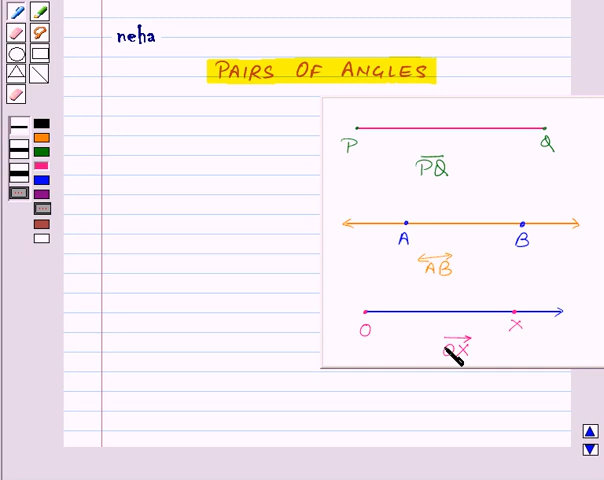 neha
PAIRS OF ANGLES
P Q
PQ
A B
AB
O X
OX